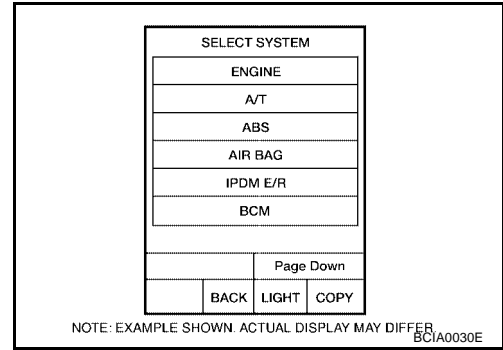 SELECT SYSTEM
ENGINE
A/T
ABS
AIR BAG
IPDM E/R
BCM
Page Down
BACK LIGHT COPY
NOTE: EXAMPLE SHOWN. ACTUAL DISPLAY MAY DIFFER.
BCIA0030E